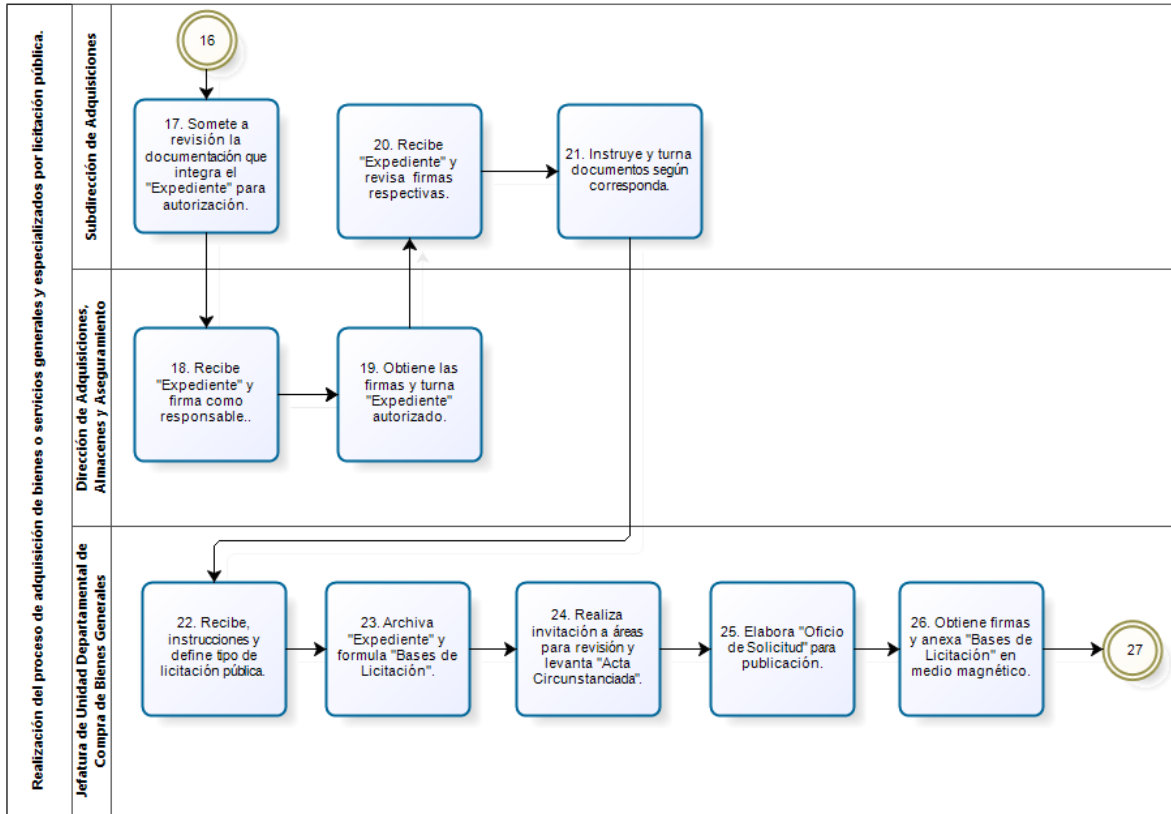 Realización del proceso de adquisición de bienes o servicios generales y especializados por licitación pública.
Subdirección de Adquisiciones
16
17. Somete a
revisión la
documentación que
integra el
"Expediente" para
autorización.
20. Recibe
"Expediente" y
revisa firmas
respectivas.
21. Instruye y turna
documentos según
corresponda.
Dirección de Adquisiciones,
Almacenes y Aseguramiento
18. Recibe
"Expediente" y
firma como
responsable..
19. Obtiene las
firmas y turna
"Expediente"
autorizado.
Jefatura de Unidad Departamental de
Compra de Bienes Generales
22. Recibe,
instrucciones y
define tipo de
licitación pública.
23. Archiva
"Expediente" y
formula "Bases de
Licitación".
24. Realiza
invitación a áreas
para revisión y
levanta "Acta
Circunstanciada".
25. Elabora "Oficio
de Solicitud" para
publicación.
26. Obtiene firmas
y anexa "Bases de
Licitación" en
medio magnético.
27